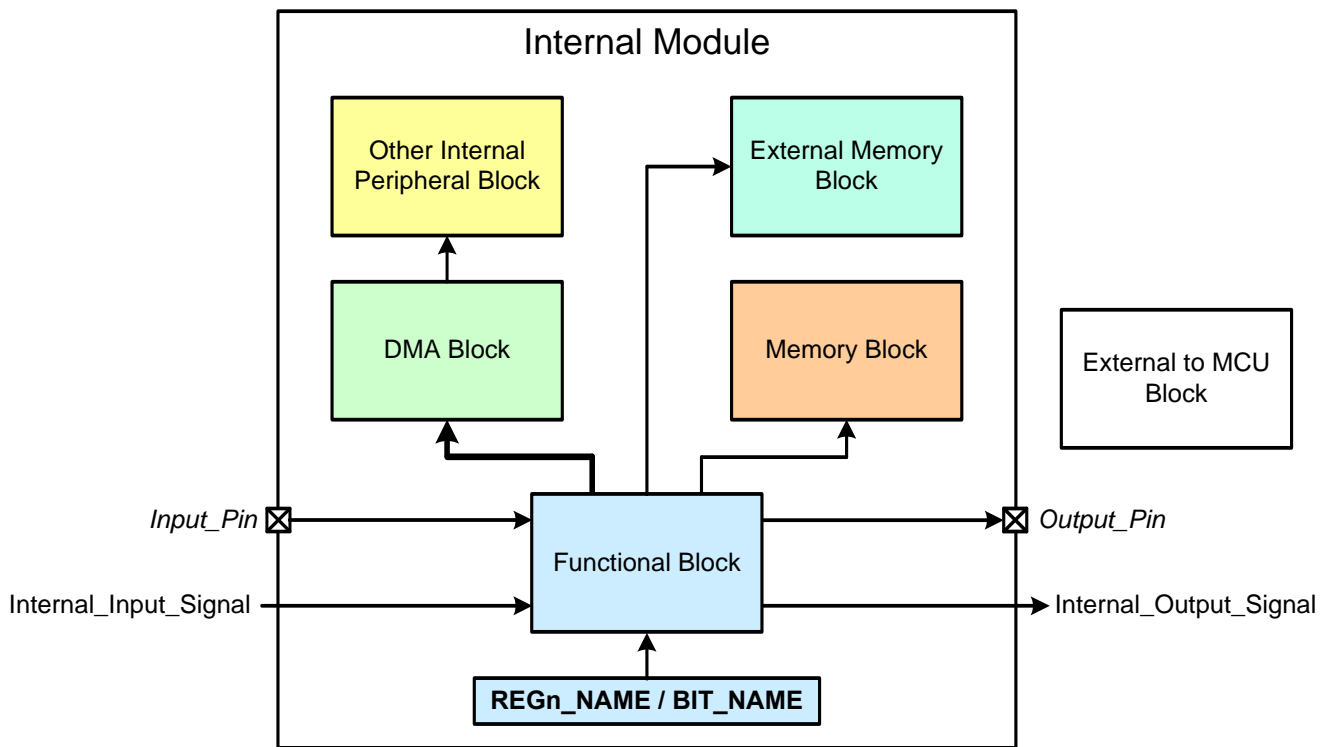 Internal Module
Other Internal
Peripheral Block
External Memory
Block
DMA Block
Memory Block
External to MCU
Block
Input_Pin
Output_Pin
Functional Block
Internal_Input_Signal
Internal_Output_Signal
REGn_NAME / BIT_NAME